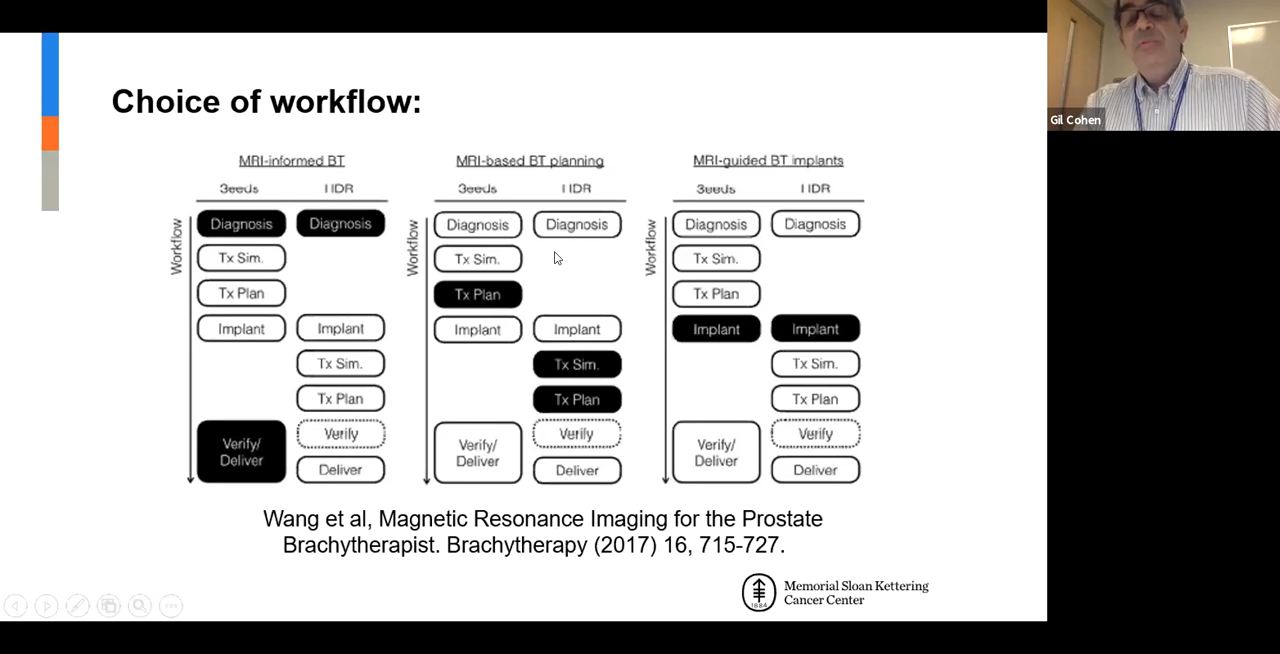 Choice of workflow:
MRI-informed BT
Seeds HDR
Workflow
Diagnosis Diagnosis
Tx Sim.
Tx Plan
Implant Implant
Tx Sim.
Tx Plan
Verify
Verify/
Deliver
Deliver
MRI-based BT planning
Seeds HDR
Workflow
Diagnosis Diagnosis
Tx Sim.
Tx Plan
Implant Implant
Tx Sim.
Tx Plan
Verify
Verify/
Deliver
Deliver
MRI-guided BT implants
Seeds HDR
Workflow
Diagnosis Diagnosis
Tx Sim.
Tx Plan
Implant Implant
Tx Sim.
Tx Plan
Verify
Verify/
Deliver
Deliver
Wang et al, Magnetic Resonance Imaging for the Prostate
Brachytherapist. Brachytherapy (2017) 16, 715-727.
1884
Memorial Sloan Kettering
Cancer Center
Gil Cohen